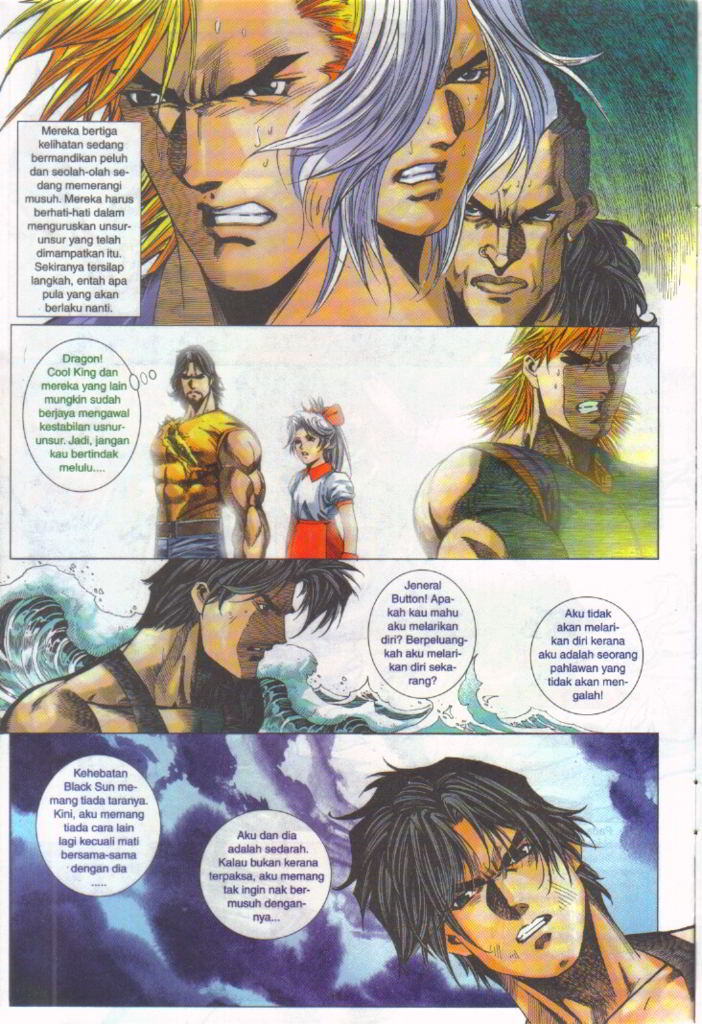 Mereka bertiga
kelihatan sedang
bermandikan peluh
dan seolah-olah se-
dang memerangi
musuh. Mereka harus
berhati-hati dalam
menguruskan unsur-
unsur yang telah
dimampatkan itu.
Sekiranya tersilap
langkah, entah apa
pula yang akan
berlaku nanti.
Dragon!
Cool King dan
mereka yang lain
mungkin sudah
berjaya mengawal
kestabilan usnur-
unsur. Jadi, jangan
kau bertindak
melulu....
Jeneral
Button! Apa-
kah kau mahu
aku melarikan
diri? Berpeluang-
kah aku melari-
kan diri seka-
rang?
Aku tidak
akan melari-
kan diri kerana
aku adalah seorang
pahlawan yang
tidak akan men-
galah!
Kehebatan
Black Sun me-
mang tiada taranya.
Kini, aku memang
tiada cara lain
lagi kecuali mati
bersama-sama
dengan dia
.....
Aku dan dia
adalah sedarah.
Kalau bukan kerana
terpaksa, aku memang
tak ingin nak ber-
musuh dengan-
nya...